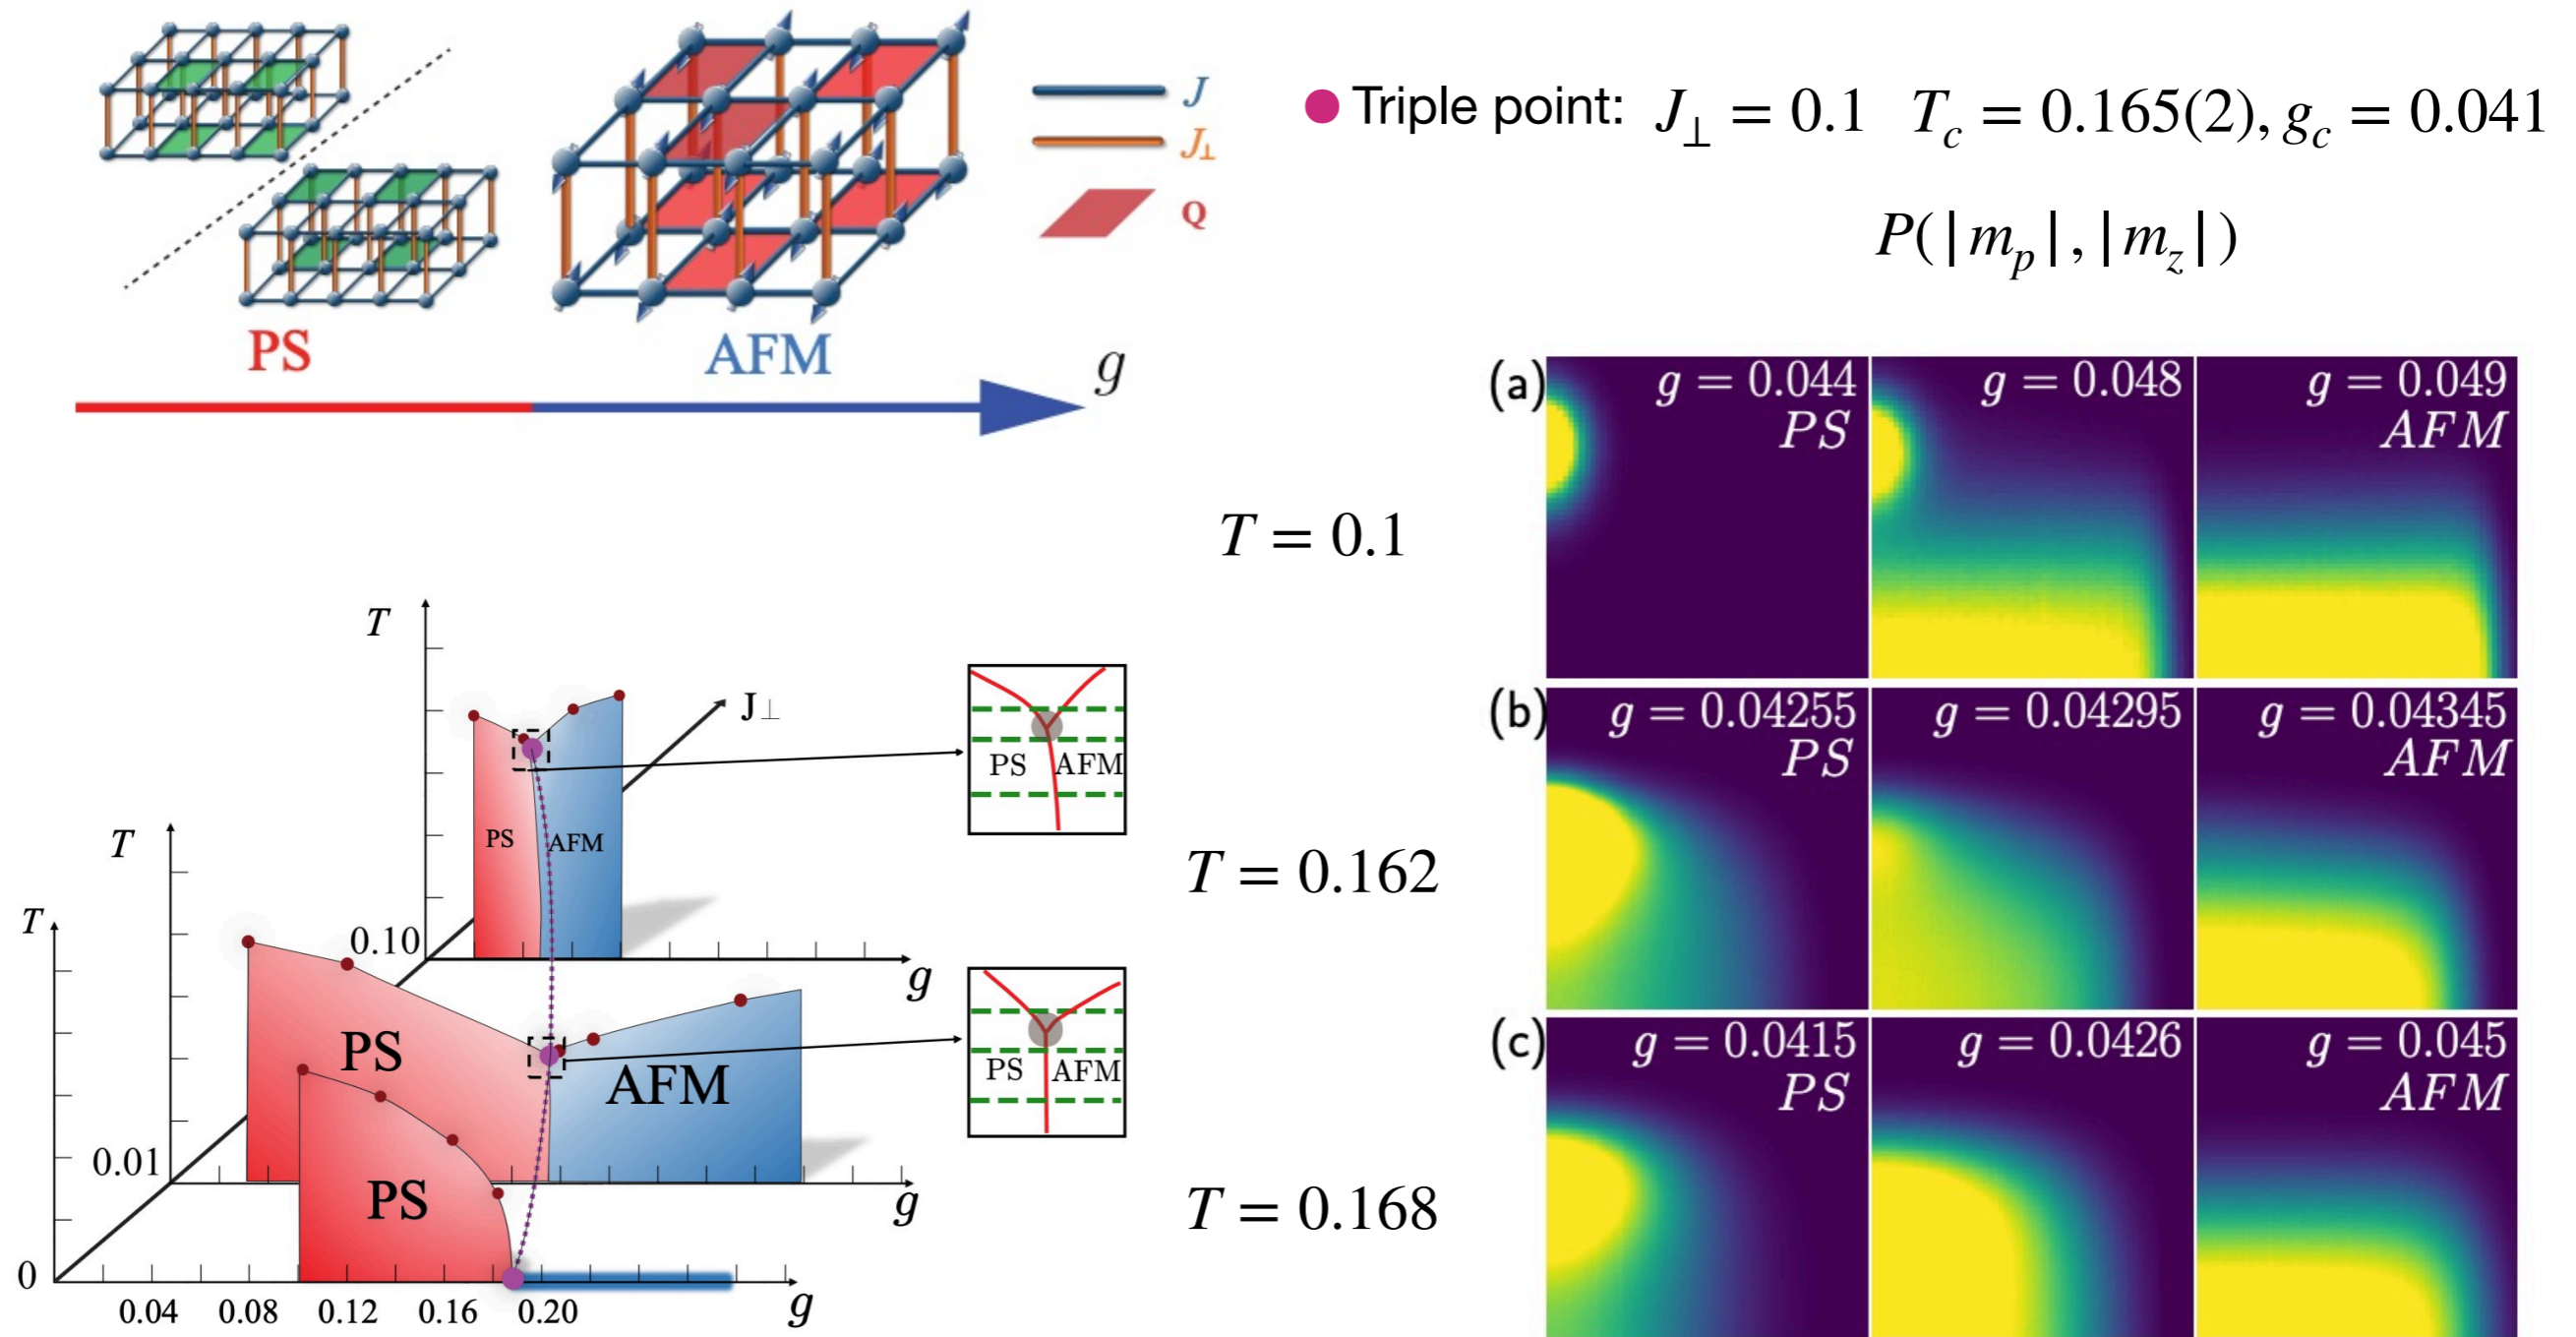 J
J⊥
Q
PS
AFM
g
● Triple point: J⊥ = 0.1 T_c = 0.165(2), g_c = 0.041
P(|m_p|, |m_z|)
T
J⊥
PS
AFM
0.10
g
PS AFM
T
PS
AFM
0.01
g
PS AFM
T
PS
0
0.04 0.08 0.12 0.16 0.20
g
T = 0.1
(a)
g = 0.044
PS
g = 0.048
g = 0.049
AFM
T = 0.162
(b)
g = 0.04255
PS
g = 0.04295
g = 0.04345
AFM
T = 0.168
(c)
g = 0.0415
PS
g = 0.0426
g = 0.045
AFM